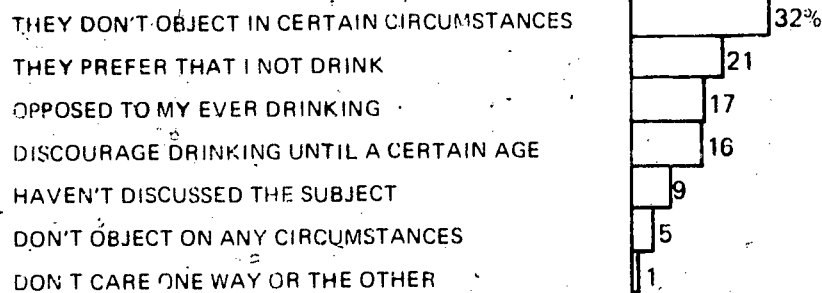 THEY DON'T OBJECT IN CERTAIN CIRCUMSTANCES 32%
THEY PREFER THAT I NOT DRINK 21
OPPOSED TO MY EVER DRINKING 17
DISCOURAGE DRINKING UNTIL A CERTAIN AGE 16
HAVEN'T DISCUSSED THE SUBJECT 9
DON'T OBJECT ON ANY CIRCUMSTANCES 5
DON T CARE ONE WAY OR THE OTHER 1